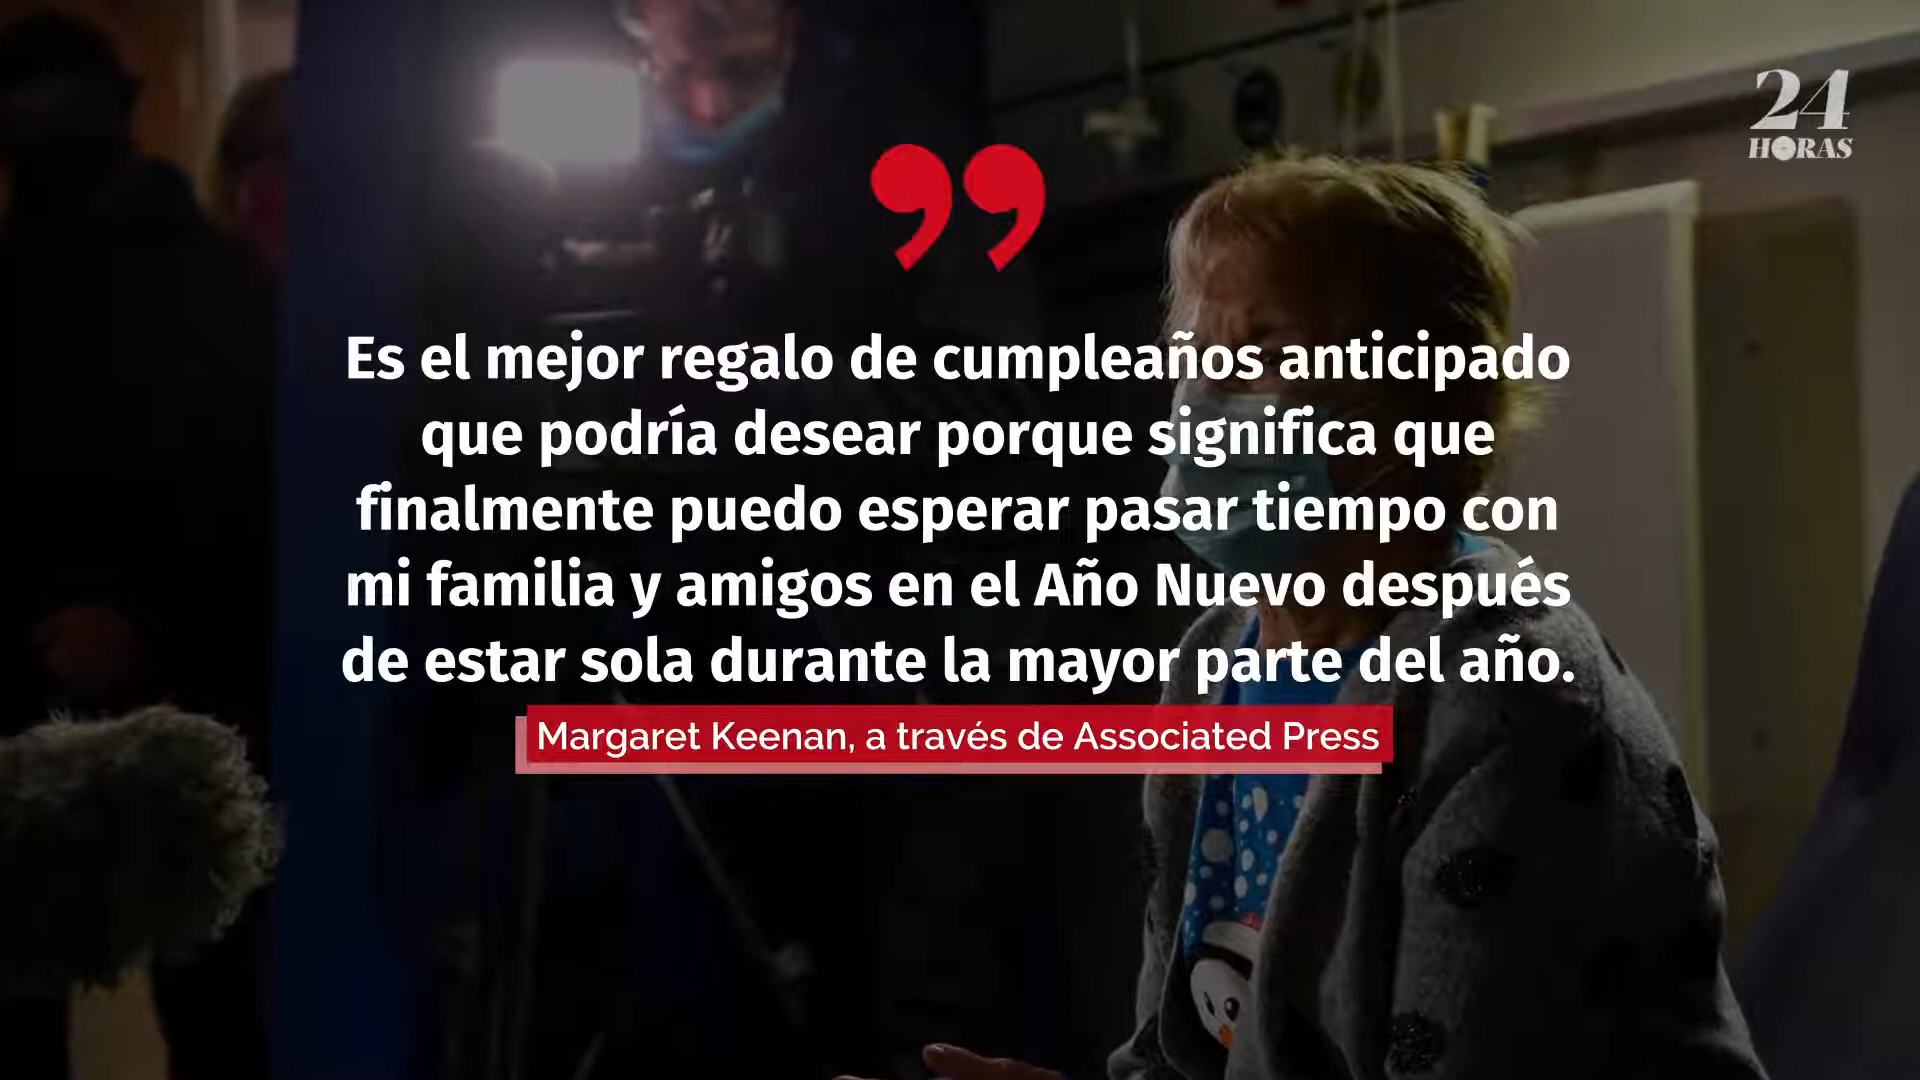 24
HORAS
”
Es el mejor regalo de cumpleaños anticipado
que podría desear porque significa que
finalmente puedo esperar pasar tiempo con
mi familia y amigos en el Año Nuevo después
de estar sola durante la mayor parte del año.
Margaret Keenan, a través de Associated Press